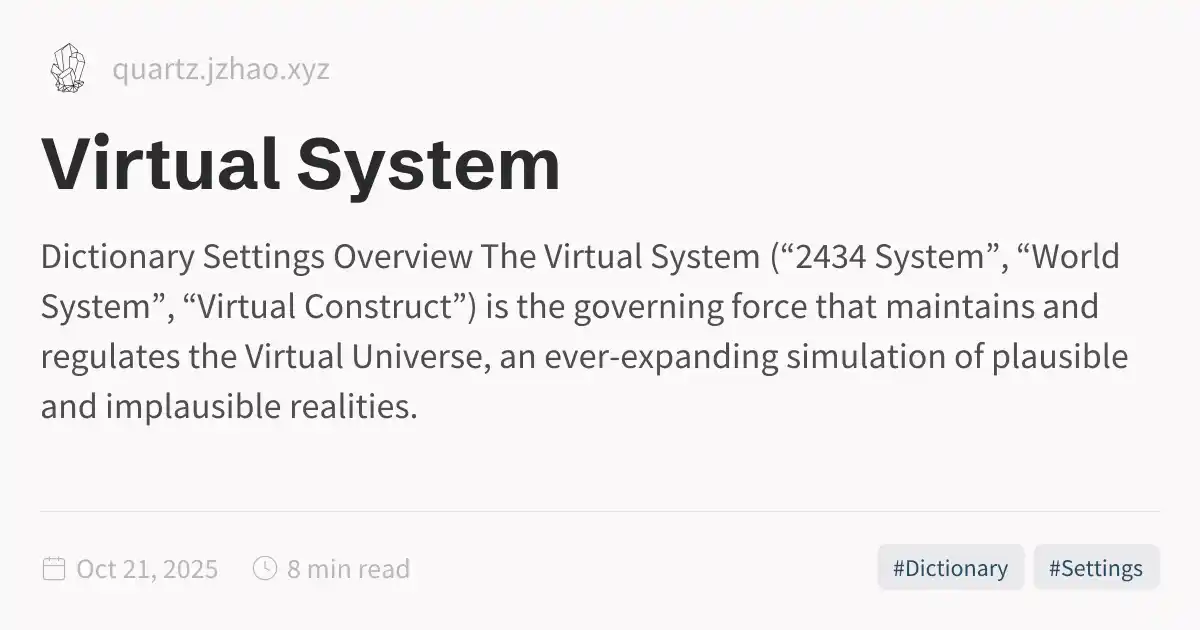 quartz.jzhao.xyz
Virtual System
Dictionary Settings Overview The Virtual System (“2434 System”, “World
System”, “Virtual Construct”) is the governing force that maintains and
regulates the Virtual Universe, an ever-expanding simulation of plausible
and implausible realities.
Oct 21, 2025 8 min read #Dictionary #Settings